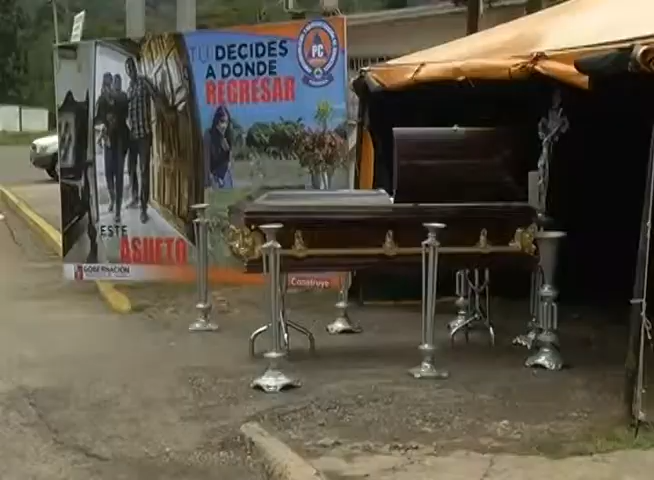 TU DECIDES
A DONDE
REGRESAR
PC
ESTE
ASUETO
GOBERNACIÓN
Construye